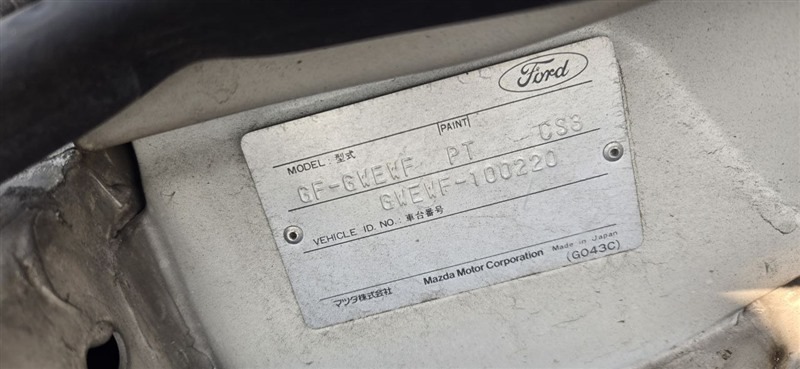 Ford
MODEL: 型式 PAINT
GF-GWEWF PT CS3
GWEWF-100220
VEHICLE ID. NO.: 車台番号
マツダ株式会社 Mazda Motor Corporation Made in Japan
(G043C)